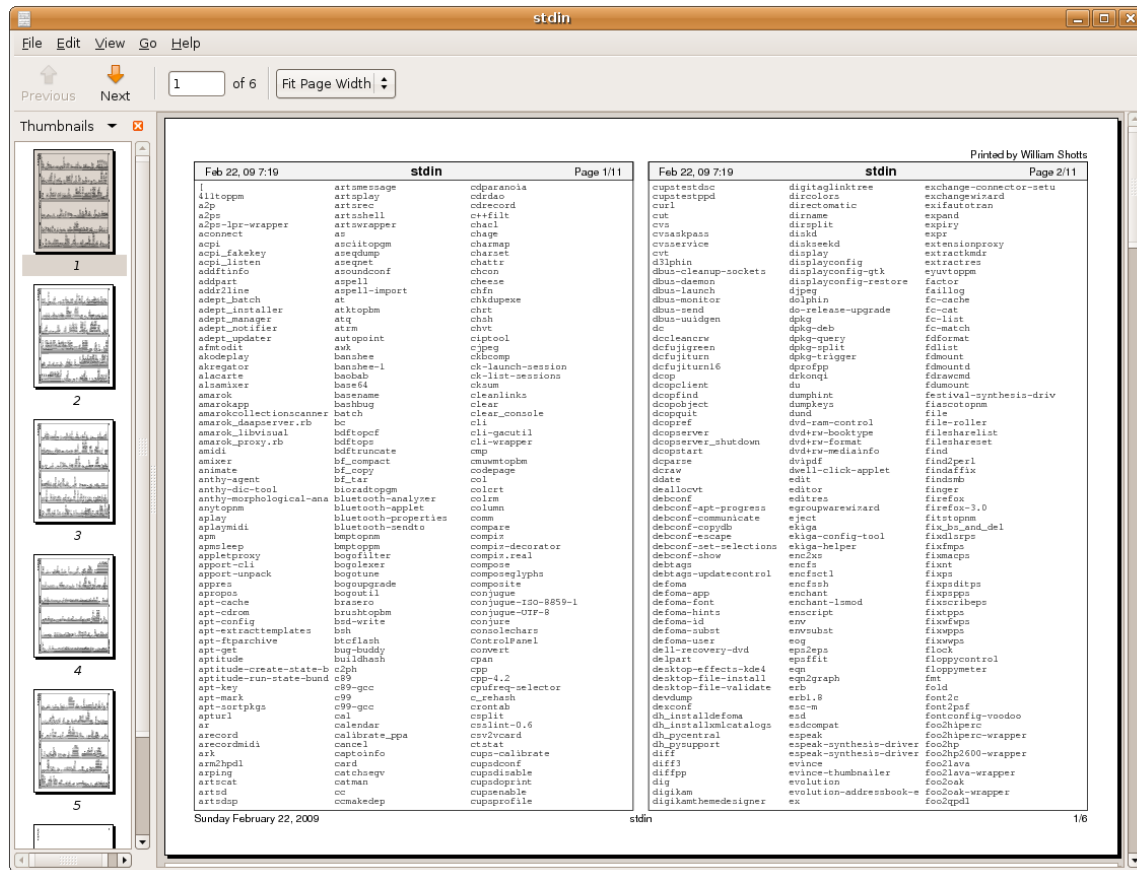 stdin
File Edit View Go Help
Previous Next 1 of 6 Fit Page Width
Thumbnails
1
2
3
4
5
Printed by William Shotts
Feb 22, 09 7:19 stdin Page 1/11
[
411toppm
a2p
a2ps
a2ps-lpr-wrapper
aconnect
acpi
acpi_fakekey
acpi_listen
addftinfo
addpart
addr2line
adept_batch
adept_installer
adept_manager
adept_notifier
adept_updater
afmtodit
akodeplay
akregator
alacarte
alsamixer
amarok
amarokapp
amarokcollectionscanner
amarok_daapserver.rb
amarok_libvisual
amarok_proxy.rb
amidi
amixer
animate
anthy-agent
anthy-dic-tool
anthy-morphological-ana
anytopnm
aplay
aplaymidi
apm
apmsleep
appletproxy
apport-cli
apport-unpack
appres
apropos
apt-cache
apt-cdrom
apt-config
apt-extracttemplates
apt-ftparchive
apt-get
aptitude
aptitude-create-state-b
aptitude-run-state-bund
apt-key
apt-mark
apt-sortpkgs
apturl
ar
arecord
arecordmidi
ark
arm2hpdl
arping
artscat
artsd
artsdsp
artsmessage
artsplay
artsrec
artsshell
artswrapper
as
asciitopgm
aseqdump
aseqnet
asoundconf
aspell
aspell-import
at
atktopbm
atq
atrm
autopoint
awk
banshee
banshee-1
baobab
base64
basename
bashbug
batch
bc
bdftopcf
bdftops
bdftruncate
bf_compact
bf_copy
bf_tar
bioradtopgm
bluetooth-analyzer
bluetooth-applet
bluetooth-properties
bluetooth-sendto
bmptopnm
bmptoppm
bogofilter
bogolexer
bogotune
bogoupgrade
bogoutil
brasero
brushtopbm
bsd-write
bsh
btcflash
bug-buddy
buildhash
c2ph
c89
c89-gcc
c99
c99-gcc
cal
calendar
calibrate_ppa
cancel
captoinfo
card
catchsegv
catman
cc
ccmakedep
cdparanoia
cdrdao
cdrecord
c++filt
chacl
chage
charmap
charset
chattr
chcon
cheese
chfn
chkdupexe
chrt
chsh
chvt
ciptool
cjpeg
ckbcomp
ck-launch-session
ck-list-sessions
cksum
cleanlinks
clear
clear_console
cli
cli-gacutil
cli-wrapper
cmp
cmuwmtopbm
codepage
col
colcrt
colrm
column
comm
compare
compiz
compiz-decorator
compiz.real
compose
composeglyphs
composite
conjugue
conjugue-ISO-8859-1
conjugue-UTF-8
conjure
consolechars
ControlPanel
convert
cpan
cpp
cpp-4.2
cpufreq-selector
c_rehash
crontab
csplit
csslint-0.6
csv2vcard
ctstat
cups-calibrate
cupsdconf
cupsdisable
cupsdoprint
cupsenable
cupsprofile
Feb 22, 09 7:19 stdin Page 2/11
cupstestdsc
cupstestppd
curl
cut
cvs
cvsaskpass
cvsservice
cvt
d3lphin
dbus-cleanup-sockets
dbus-daemon
dbus-launch
dbus-monitor
dbus-send
dbus-uuidgen
dc
dccleancrw
dcfujigreen
dcfujiturn
dcfujiturn16
dcop
dcopclient
dcopfind
dcopobject
dcopquit
dcopref
dcopserver
dcopserver_shutdown
dcopstart
dcparse
dcraw
ddate
deallocvt
debconf
debconf-apt-progress
debconf-communicate
debconf-copydb
debconf-escape
debconf-set-selections
debconf-show
debtags
debtags-updatecontrol
defoma
defoma-app
defoma-font
defoma-hints
defoma-id
defoma-subst
defoma-user
dell-recovery-dvd
delpart
desktop-effects-kde4
desktop-file-install
desktop-file-validate
devdump
dexconf
dh_installdefoma
dh_installxmlcatalogs
dh_pycentral
dh_pysupport
diff
diff3
diffpp
dig
digikam
digikamthemedesigner
digitaglinktree
dircolors
directomatic
dirname
dirsplit
diskd
diskseekd
display
displayconfig
displayconfig-gtk
displayconfig-restore
djpeg
dolphin
do-release-upgrade
dpkg
dpkg-deb
dpkg-query
dpkg-split
dpkg-trigger
dprofpp
drkonqi
du
dumphint
dumpkeys
dund
dvd-ram-control
dvd+rw-booktype
dvd+rw-format
dvd+rw-mediainfo
dvipdf
dwell-click-applet
edit
editor
editres
egroupwarewizard
eject
ekiga
ekiga-config-tool
ekiga-helper
enc2xs
encfs
encfsctl
encfssh
enchant
enchant-lsmod
enscript
env
envsubst
eog
eps2eps
epsffit
eqn
eqn2graph
erb
erb1.8
esc-m
esd
esdcompat
espeak
espeak-synthesis-driver
espeak-synthesis-driver
evince
evince-thumbnailer
evolution
evolution-addressbook-e
ex
exchange-connector-setu
exchangewizard
exifautotran
expand
expiry
expr
extensionproxy
extractkmdr
extractres
eyuvtoppm
factor
faillog
fc-cache
fc-cat
fc-list
fc-match
fdformat
fdlist
fdmount
fdmountd
fdrawcmd
fdumount
festival-synthesis-driv
fiascotopnm
file
file-roller
filesharelist
fileshareset
find
find2perl
findaffix
findsmb
finger
firefox
firefox-3.0
fitstopnm
fix_bs_and_del
fixdlsrps
fixfmps
fixmacps
fixnt
fixps
fixpsditps
fixpspps
fixscribeps
fixtpps
fixwfwps
fixwpps
fixwwps
flock
floppycontrol
floppymeter
fmt
fold
font2c
font2psf
fontconfig-voodoo
foo2hiperc
foo2hiperc-wrapper
foo2hp
foo2hp2600-wrapper
foo2lava
foo2lava-wrapper
foo2oak
foo2oak-wrapper
foo2qpdl
Sunday February 22, 2009 stdin 1/6